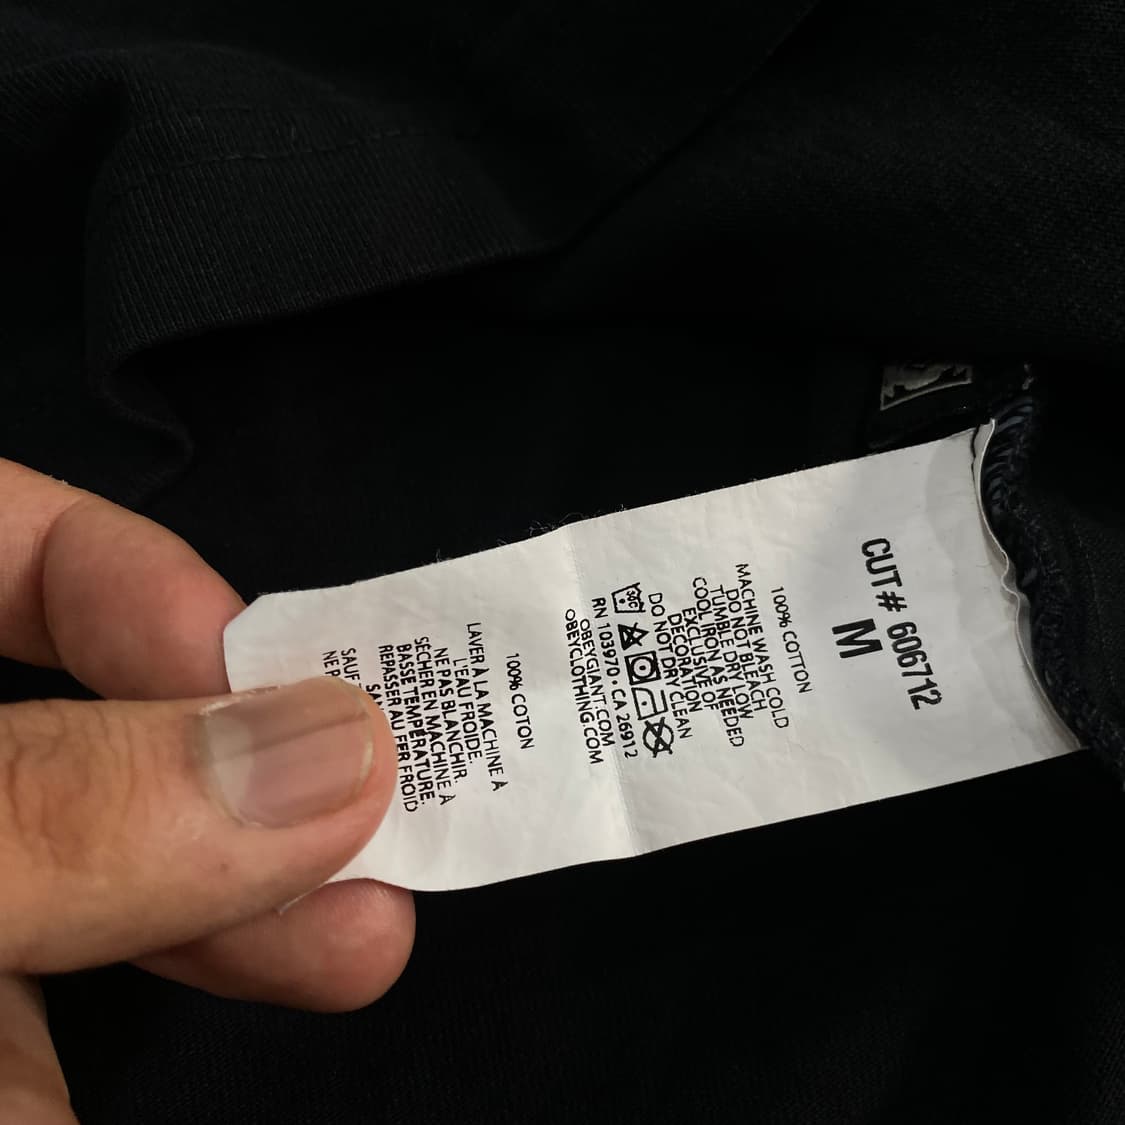 CUT# 606712
M
100% COTTON
MACHINE WASH COLD
DO NOT BLEACH
TUMBLE DRY LOW
COOL IRON AS NEEDED
EXCLUSIVE OF
DECORATION
DO NOT DRY CLEAN
30C
RN 103970 • CA 26912
OBEYGIANT.COM
OBEYCLOTHING.COM
100% COTON
LAVER À LA MACHINE À
L'EAU FROIDE.
NE PAS BLANCHIR.
SÉCHER EN MACHINE À
BASSE TEMPÉRATURE.
REPASSER AU FER FROID